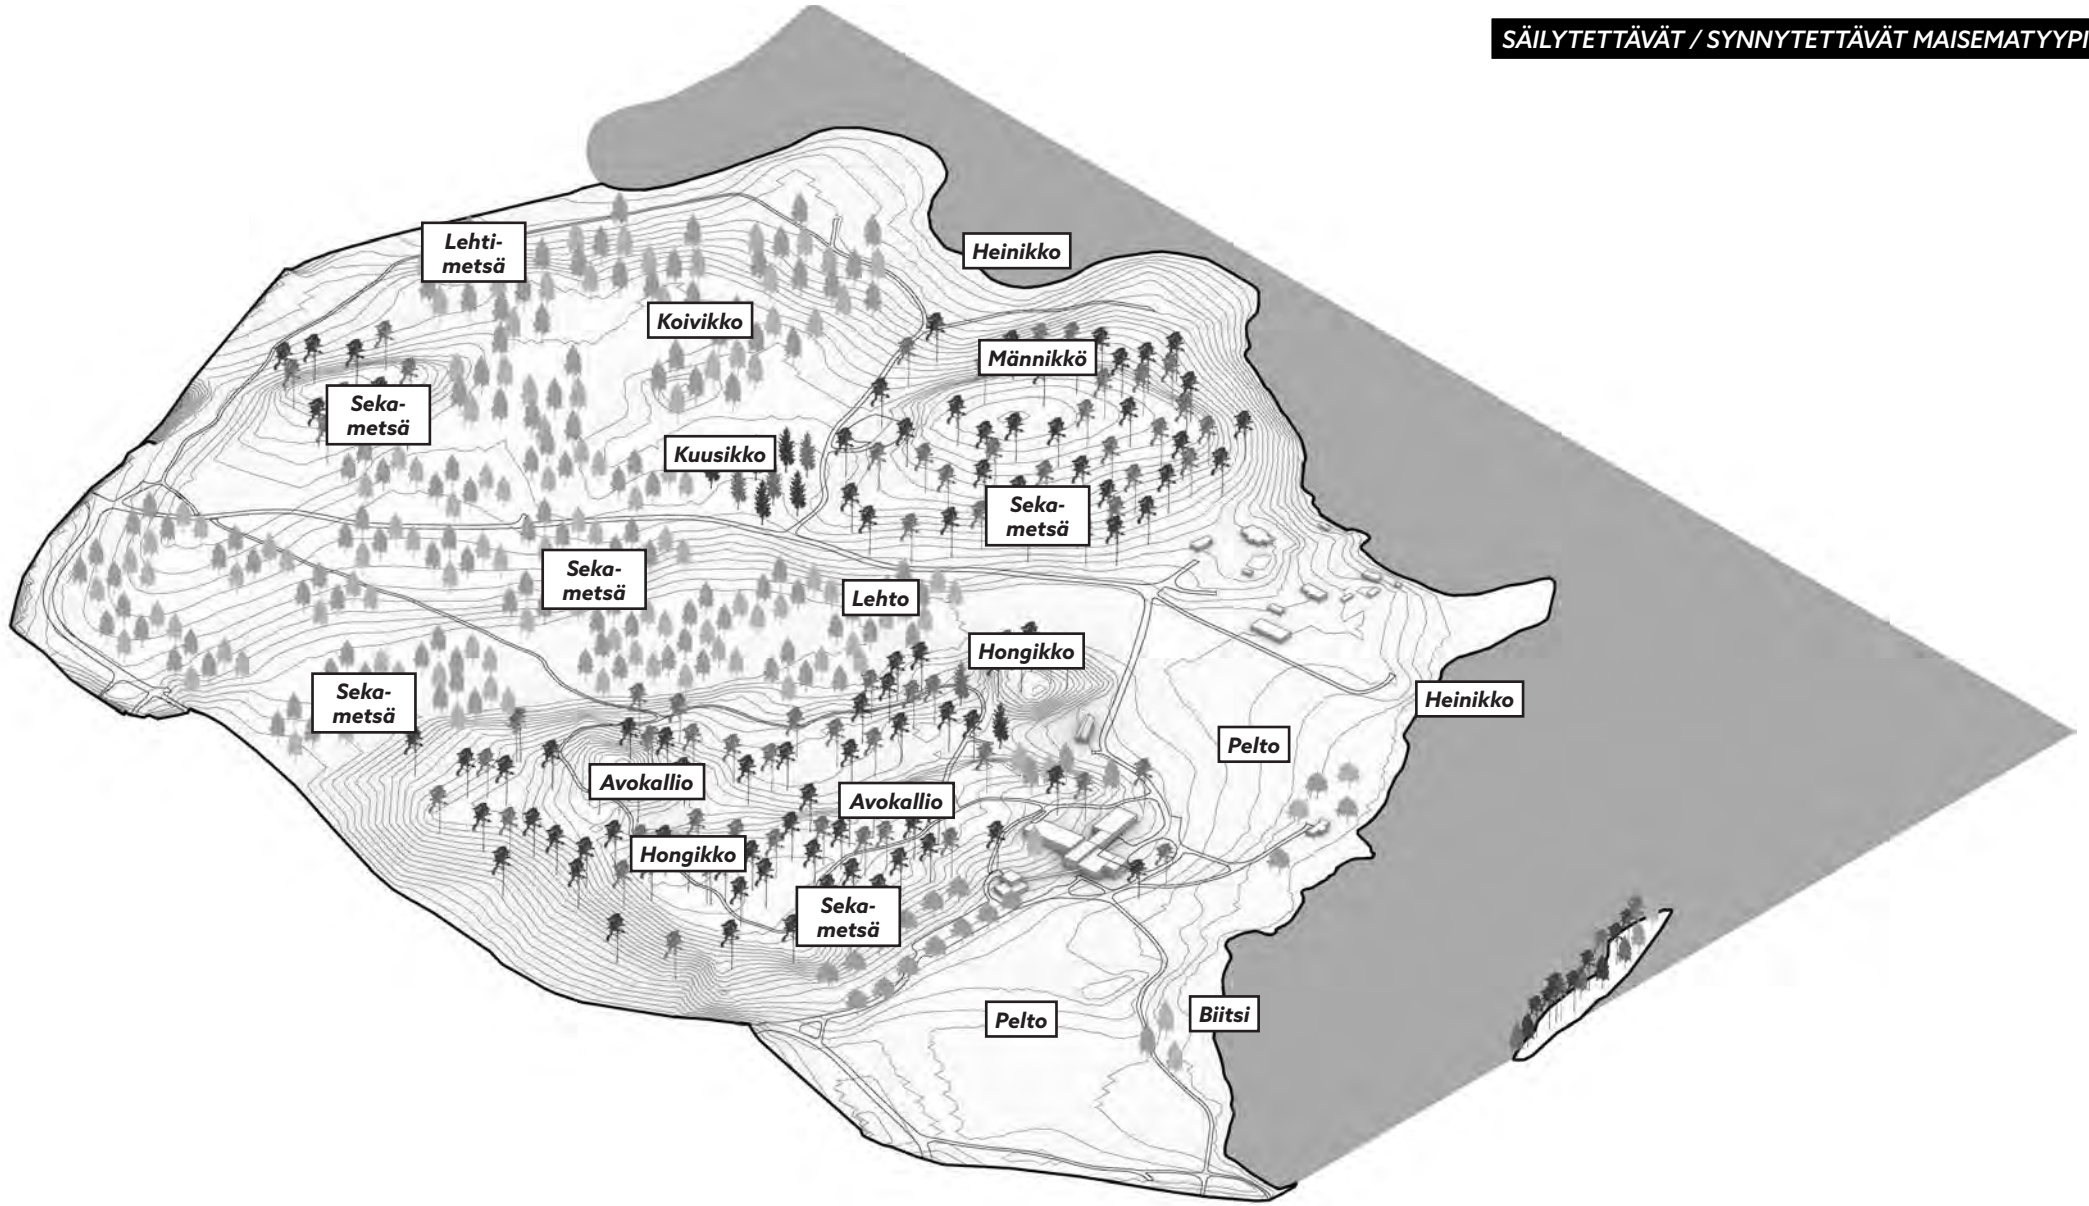 SÄILYTETTÄVÄT / SYNNYTETTÄVÄT MAISEMATYYPI
Lehti-
metsä
Heinikko
Koivikko
Männikkö
Seka-
metsä
Kuusikko
Seka-
metsä
Seka-
metsä
Lehto
Hongikko
Seka-
metsä
Heinikko
Pelto
Avokallio
Avokallio
Hongikko
Seka-
metsä
Pelto
Biitsi